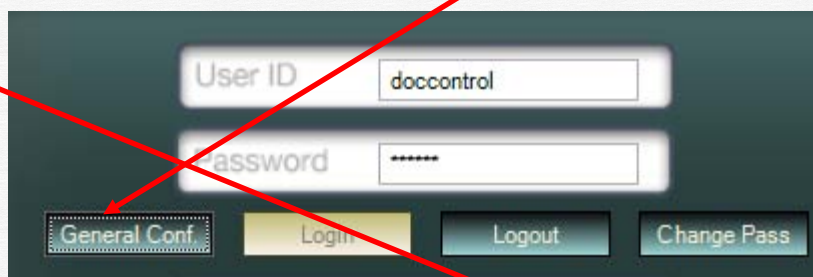 User ID doccontrol
Password ******
General Conf. Login Logout Change Pass